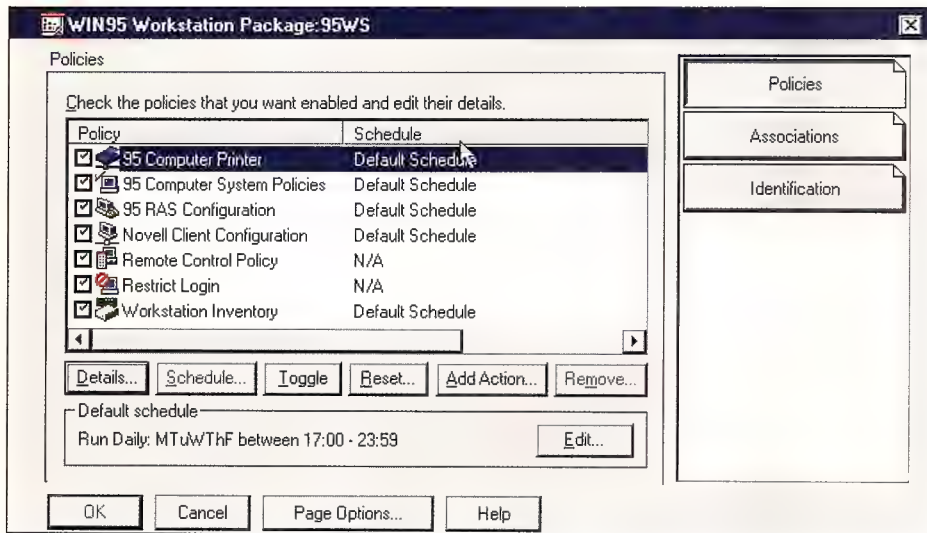 WIN95 Workstation Package:95WS
Policies
Check the policies that you want enabled and edit their details.
Policy Schedule
95 Computer Printer Default Schedule
95 Computer System Policies Default Schedule
95 RAS Configuration Default Schedule
Novell Client Configuration Default Schedule
Remote Control Policy N/A
Restrict Login N/A
Workstation Inventory Default Schedule
Details... Schedule... Toggle Reset... Add Action... Remove...
Default schedule
Run Daily: MTuWThF between 17:00 - 23:59 Edit...
OK Cancel Page Options... Help
Policies
Associations
Identification